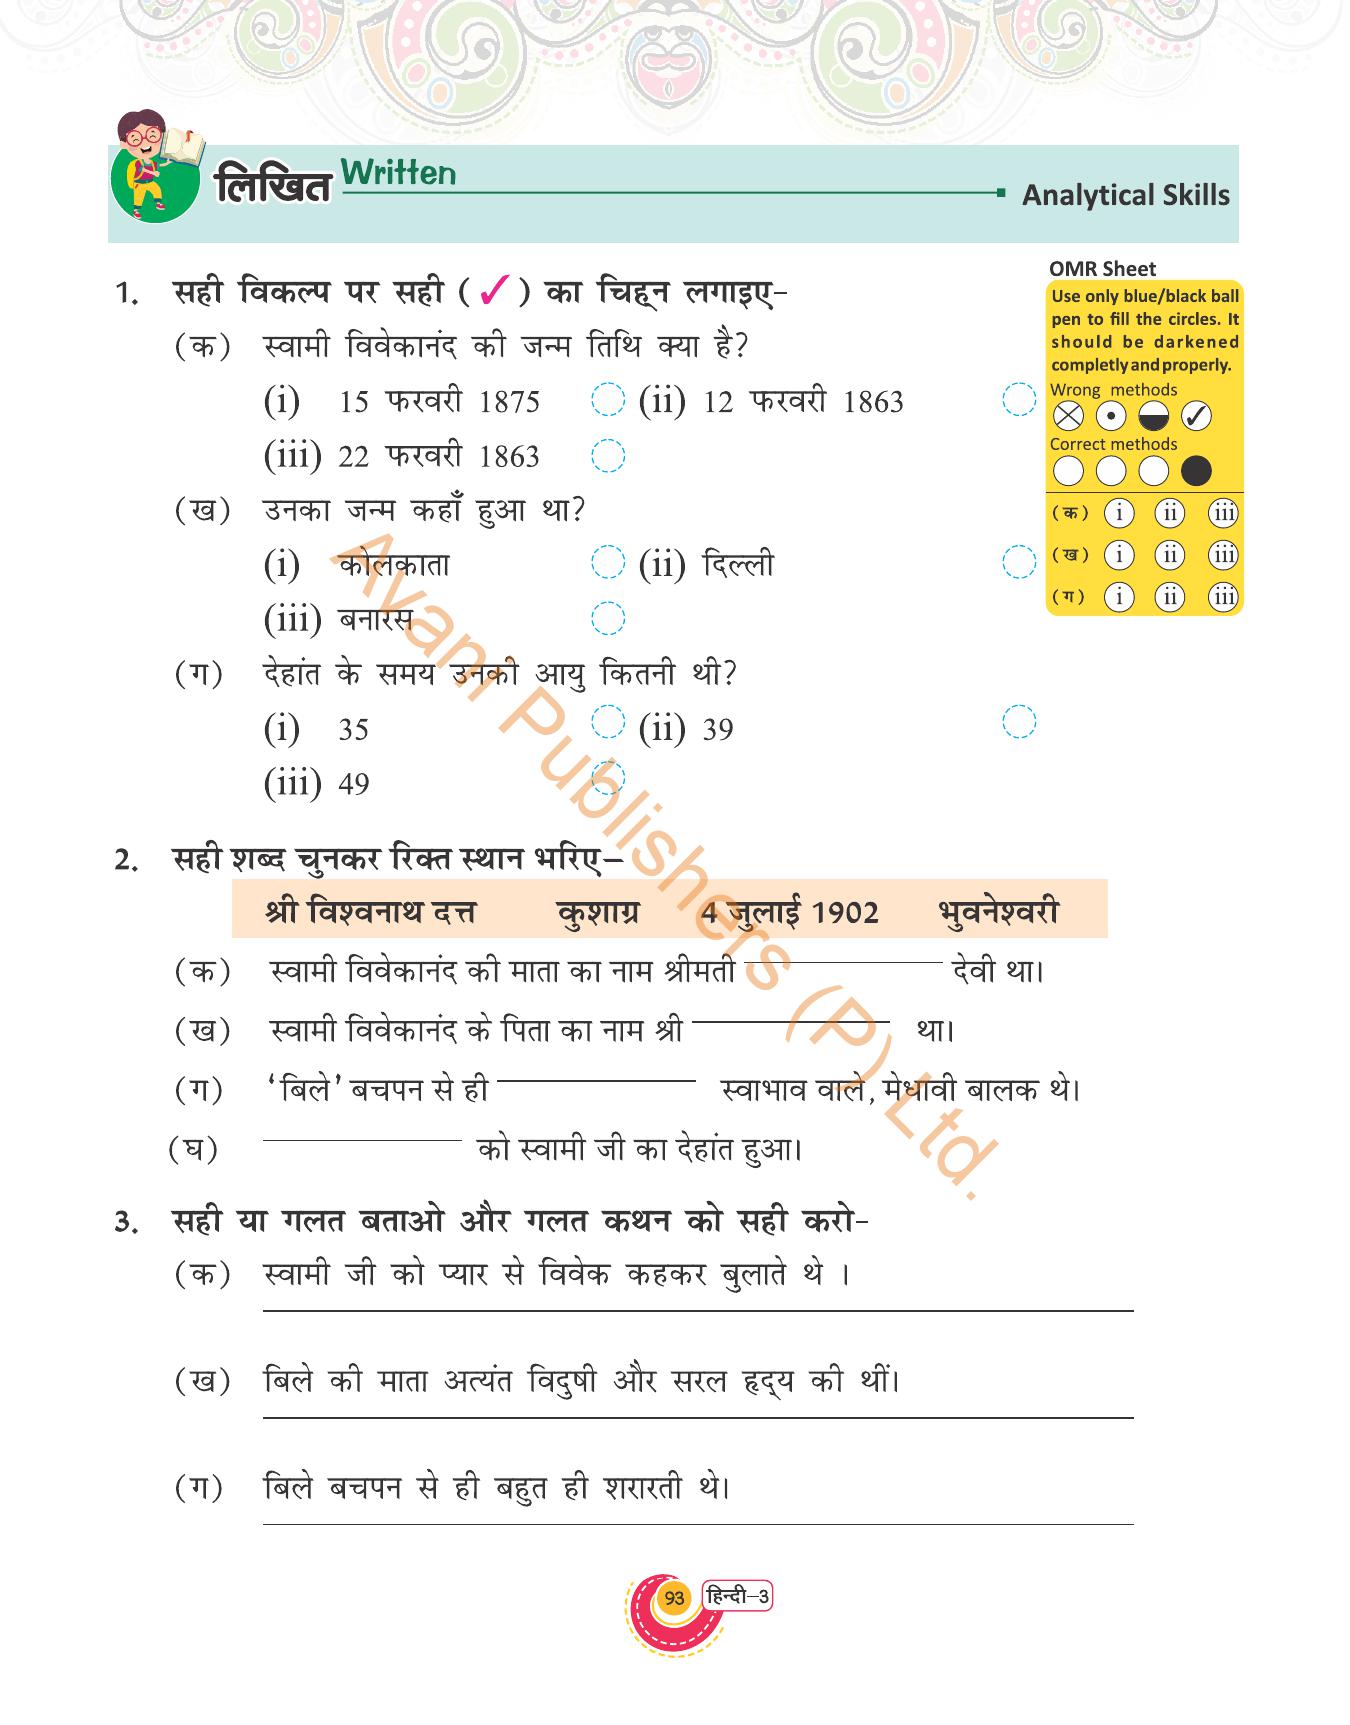 लिखित Written
Analytical Skills
1. सही विकल्प पर सही ( ✓ ) का चिह्‌न लगाइए-
(क) स्वामी विवेकानंद की जन्म तिथि क्या है?
(i) 15 फरवरी 1875 (ii) 12 फरवरी 1863
(iii) 22 फरवरी 1863
(ख) उनका जन्म कहाँ हुआ था?
(i) कोलकाता (ii) दिल्ली
(iii) बनारस
(ग) देहांत के समय उनकी आयु कितनी थी?
(i) 35 (ii) 39
(iii) 49
OMR Sheet
Use only blue/black ball
pen to fill the circles. It
should be darkened
completly and properly.
Wrong methods
Correct methods
(क) i ii iii
(ख) i ii iii
(ग) i ii iii
2. सही शब्द चुनकर रिक्त स्थान भरिए–
श्री विश्वनाथ दत्त कुशाग्र 4 जुलाई 1902 भुवनेश्वरी
(क) स्वामी विवेकानंद की माता का नाम श्रीमती ____________ देवी था।
(ख) स्वामी विवेकानंद के पिता का नाम श्री ____________ था।
(ग) ‘बिले’ बचपन से ही ____________ स्वाभाव वाले, मेधावी बालक थे।
(घ) ____________ को स्वामी जी का देहांत हुआ।
3. सही या गलत बताओ और गलत कथन को सही करो-
(क) स्वामी जी को प्यार से विवेक कहकर बुलाते थे ।
(ख) बिले की माता अत्यंत विदुषी और सरल हृद्‌य की थीं।
(ग) बिले बचपन से ही बहुत ही शरारती थे।
Avani Publishers (P) Ltd.
93 हिन्दी–3